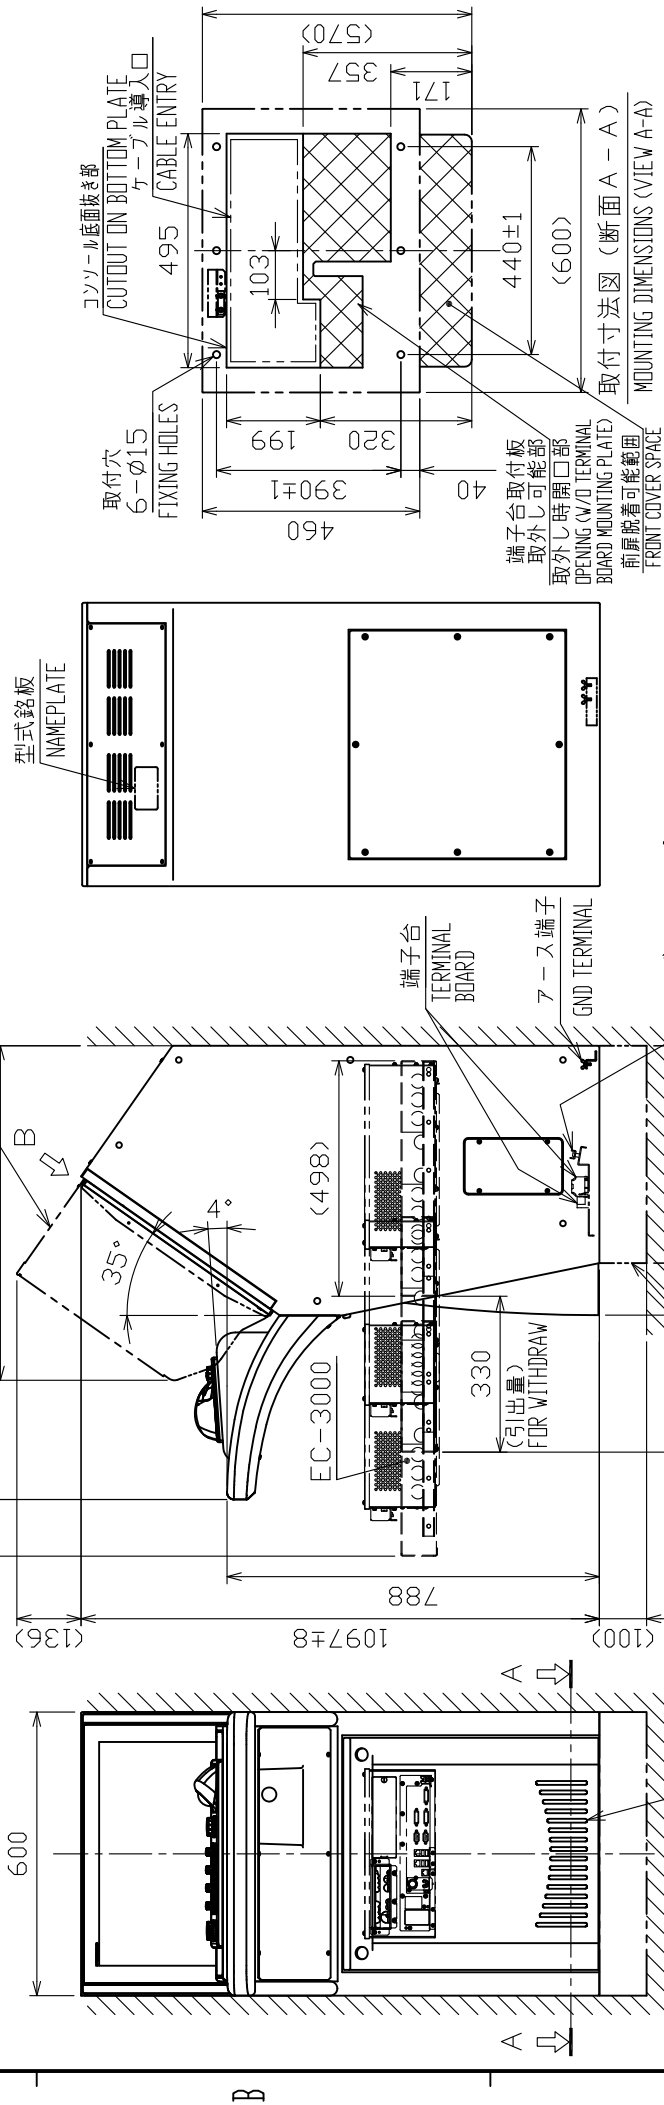 コンソール底面抜き部
CUTOUT ON BOTTOM PLATE
ケーブル導入口
CABLE ENTRY
取付穴
6-φ15
FIXING HOLES
495
103
199
320
390±1
40
460
(570)
357
171
440±1
(600)
取付寸法図 (断面 A - A)
MOUNTING DIMENSIONS (VIEW A-A)
端子台取付板
取外し可能部
取外し時開口部
OPENING (W/O TERMINAL
BOARD MOUNTING PLATE)
前扉脱着可能範囲
FRONT COVER SPACE
型式銘板
NAMEPLATE
端子台
TERMINAL
BOARD
アース端子
GND TERMINAL
B
35°
4°
(498)
EC-3000
330
(引出量)
FOR WITHDRAW
788
(136)
1097±8
(100)
600
A
A
B